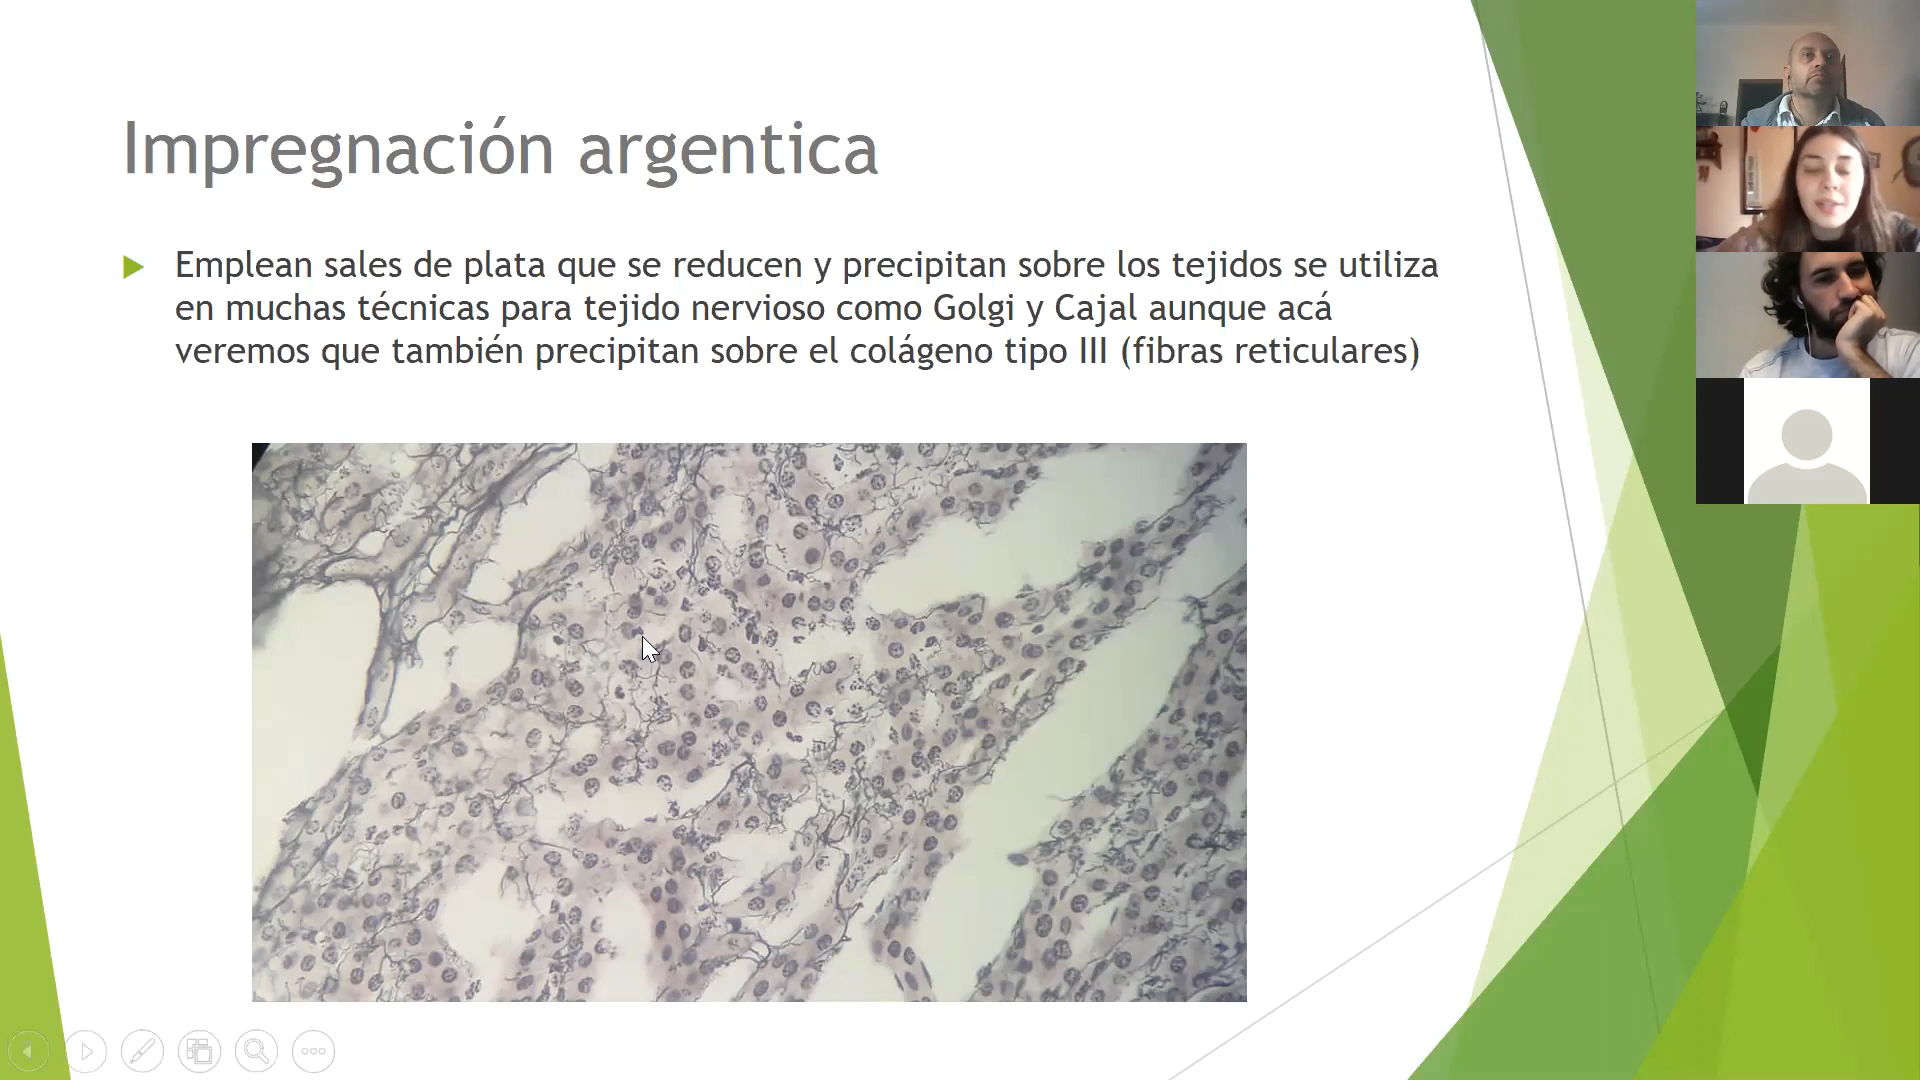 Impregnación argentica
Emplean sales de plata que se reducen y precipitan sobre los tejidos se utiliza
en muchas técnicas para tejido nervioso como Golgi y Cajal aunque acá
veremos que también precipitan sobre el colágeno tipo III (fibras reticulares)